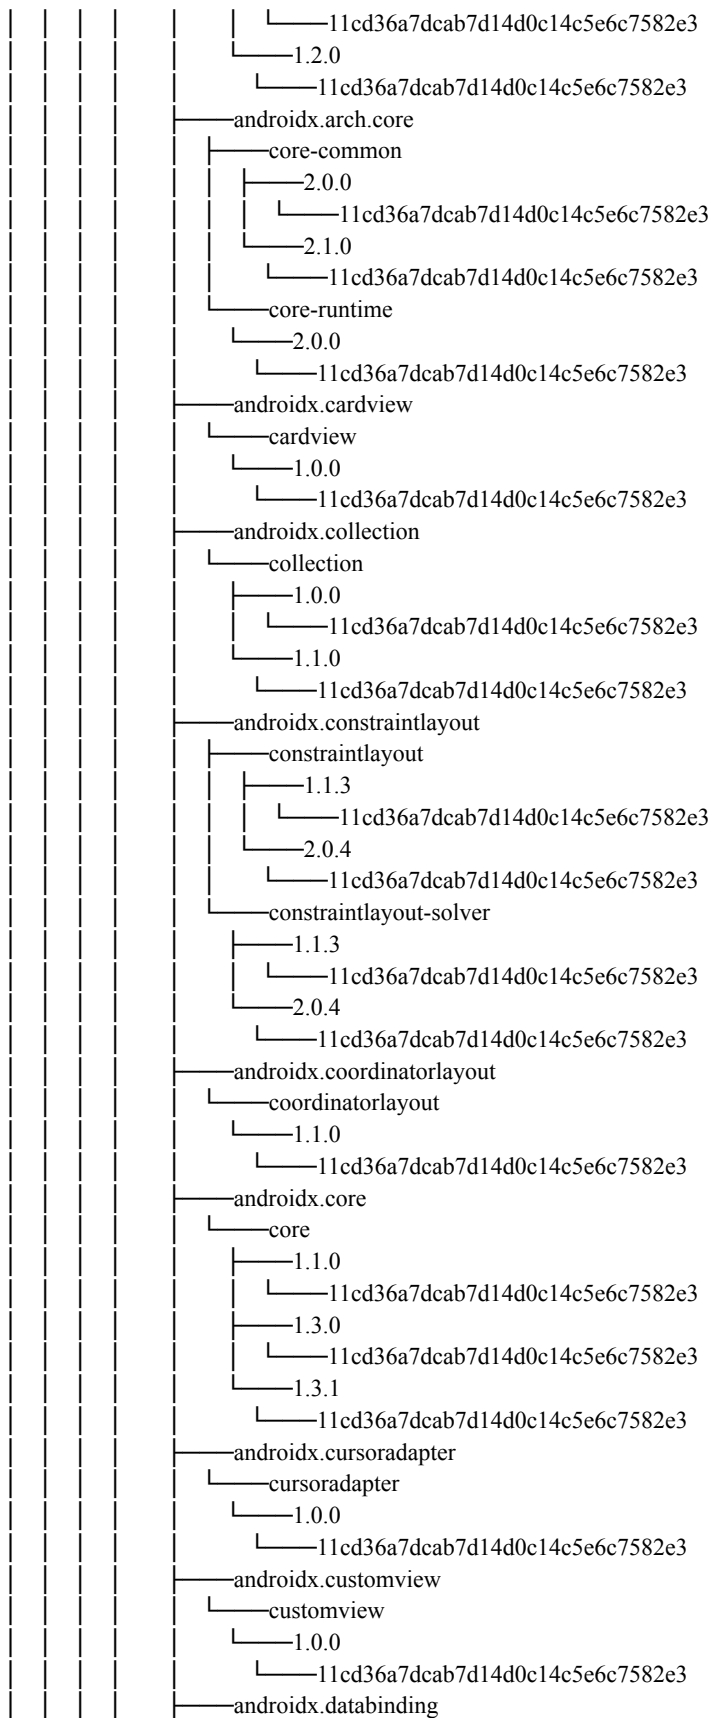 11cd36a7dcab7d14d0c14c5e6c7582e3
1.2.0
11cd36a7dcab7d14d0c14c5e6c7582e3
androidx.arch.core
core-common
2.0.0
11cd36a7dcab7d14d0c14c5e6c7582e3
2.1.0
11cd36a7dcab7d14d0c14c5e6c7582e3
core-runtime
2.0.0
11cd36a7dcab7d14d0c14c5e6c7582e3
androidx.cardview
cardview
1.0.0
11cd36a7dcab7d14d0c14c5e6c7582e3
androidx.collection
collection
1.0.0
11cd36a7dcab7d14d0c14c5e6c7582e3
1.1.0
11cd36a7dcab7d14d0c14c5e6c7582e3
androidx.constraintlayout
constraintlayout
1.1.3
11cd36a7dcab7d14d0c14c5e6c7582e3
2.0.4
11cd36a7dcab7d14d0c14c5e6c7582e3
constraintlayout-solver
1.1.3
11cd36a7dcab7d14d0c14c5e6c7582e3
2.0.4
11cd36a7dcab7d14d0c14c5e6c7582e3
androidx.coordinatorlayout
coordinatorlayout
1.1.0
11cd36a7dcab7d14d0c14c5e6c7582e3
androidx.core
core
1.1.0
11cd36a7dcab7d14d0c14c5e6c7582e3
1.3.0
11cd36a7dcab7d14d0c14c5e6c7582e3
1.3.1
11cd36a7dcab7d14d0c14c5e6c7582e3
androidx.cursoradapter
cursoradapter
1.0.0
11cd36a7dcab7d14d0c14c5e6c7582e3
androidx.customview
customview
1.0.0
11cd36a7dcab7d14d0c14c5e6c7582e3
androidx.databinding